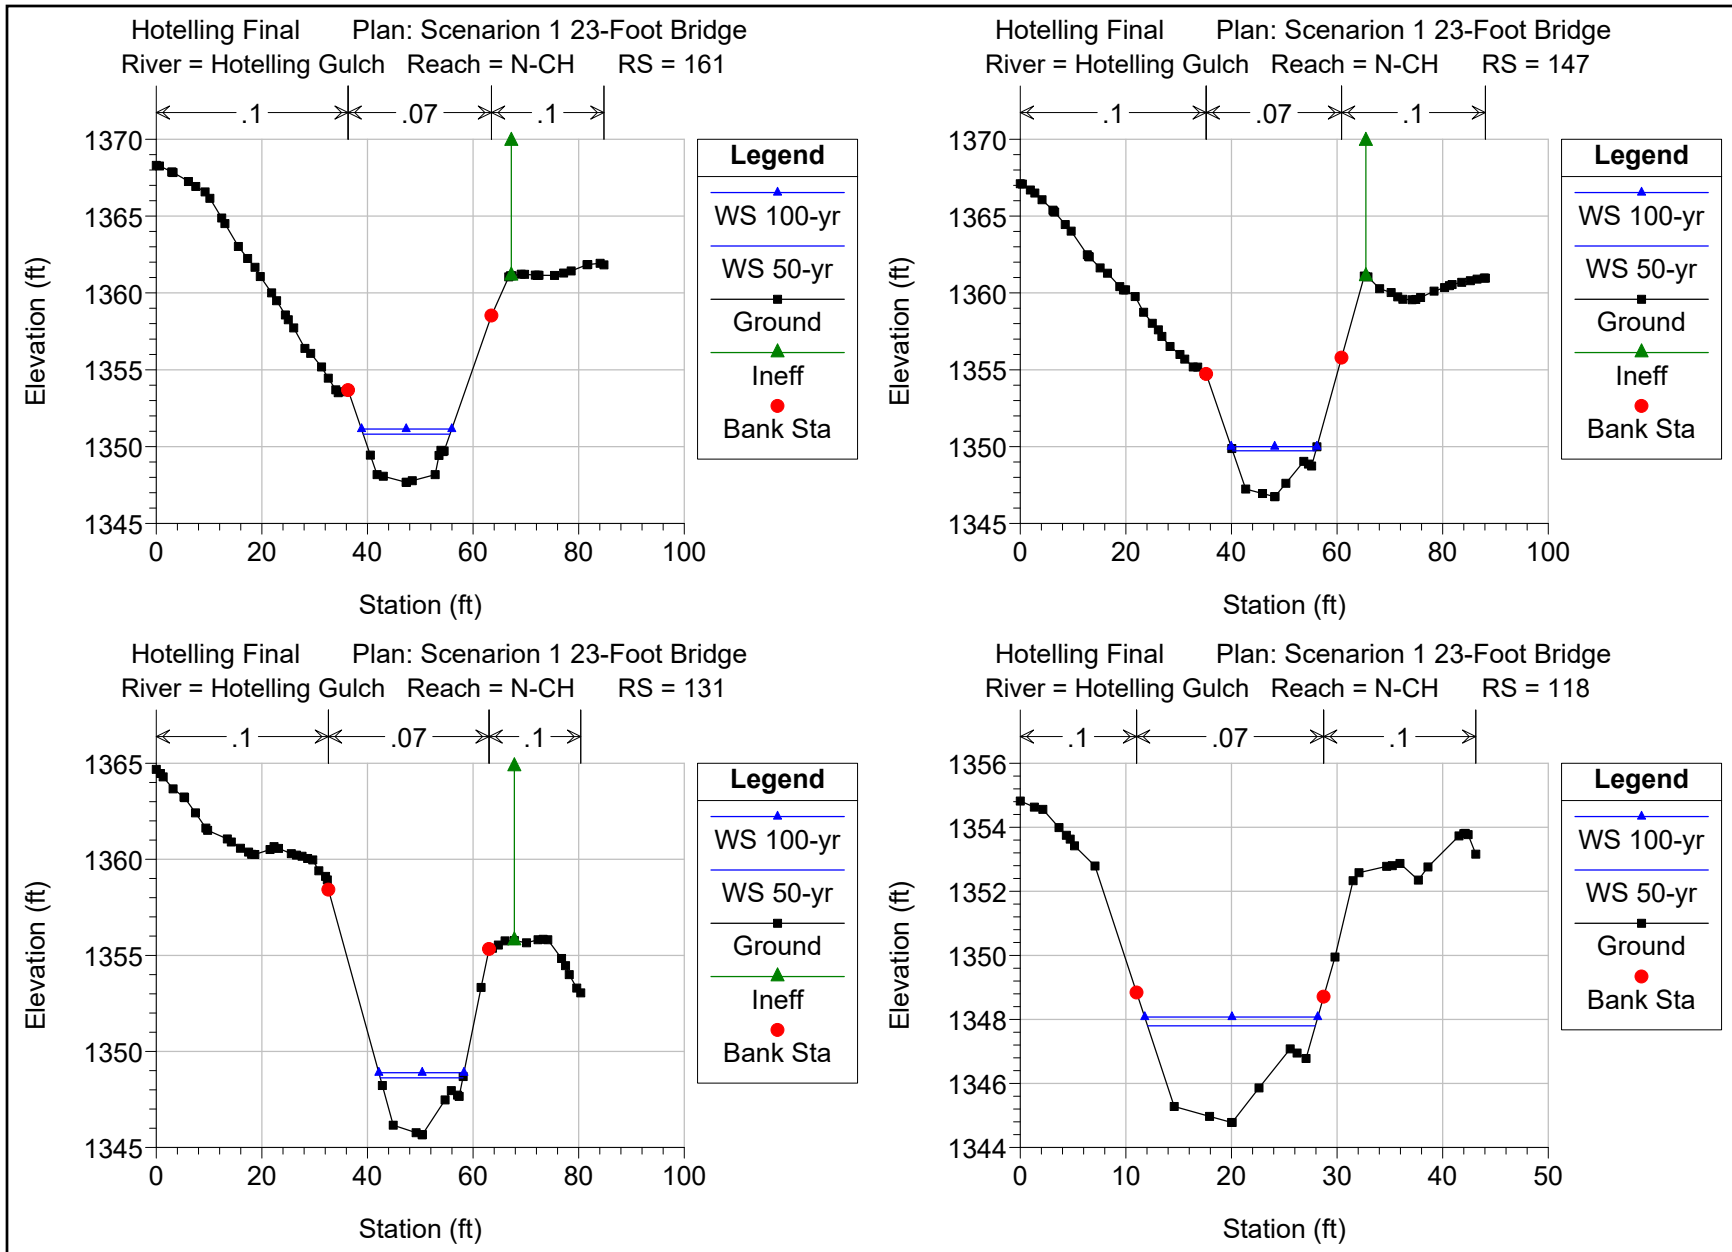 Hotelling Final Plan: Scenarion 1 23-Foot Bridge
River = Hotelling Gulch Reach = N-CH RS = 161
.1 .07 .1
1370
1365
1360
1355
1350
1345
0 20 40 60 80 100
Station (ft)
Elevation (ft)
Legend
WS 100-yr
WS 50-yr
Ground
Ineff
Bank Sta
Hotelling Final Plan: Scenarion 1 23-Foot Bridge
River = Hotelling Gulch Reach = N-CH RS = 147
.1 .07 .1
1370
1365
1360
1355
1350
1345
0 20 40 60 80 100
Station (ft)
Elevation (ft)
Legend
WS 100-yr
WS 50-yr
Ground
Ineff
Bank Sta
Hotelling Final Plan: Scenarion 1 23-Foot Bridge
River = Hotelling Gulch Reach = N-CH RS = 131
.1 .07 .1
1365
1360
1355
1350
1345
0 20 40 60 80 100
Station (ft)
Elevation (ft)
Legend
WS 100-yr
WS 50-yr
Ground
Ineff
Bank Sta
Hotelling Final Plan: Scenarion 1 23-Foot Bridge
River = Hotelling Gulch Reach = N-CH RS = 118
.1 .07 .1
1356
1354
1352
1350
1348
1346
1344
0 10 20 30 40 50
Station (ft)
Elevation (ft)
Legend
WS 100-yr
WS 50-yr
Ground
Bank Sta